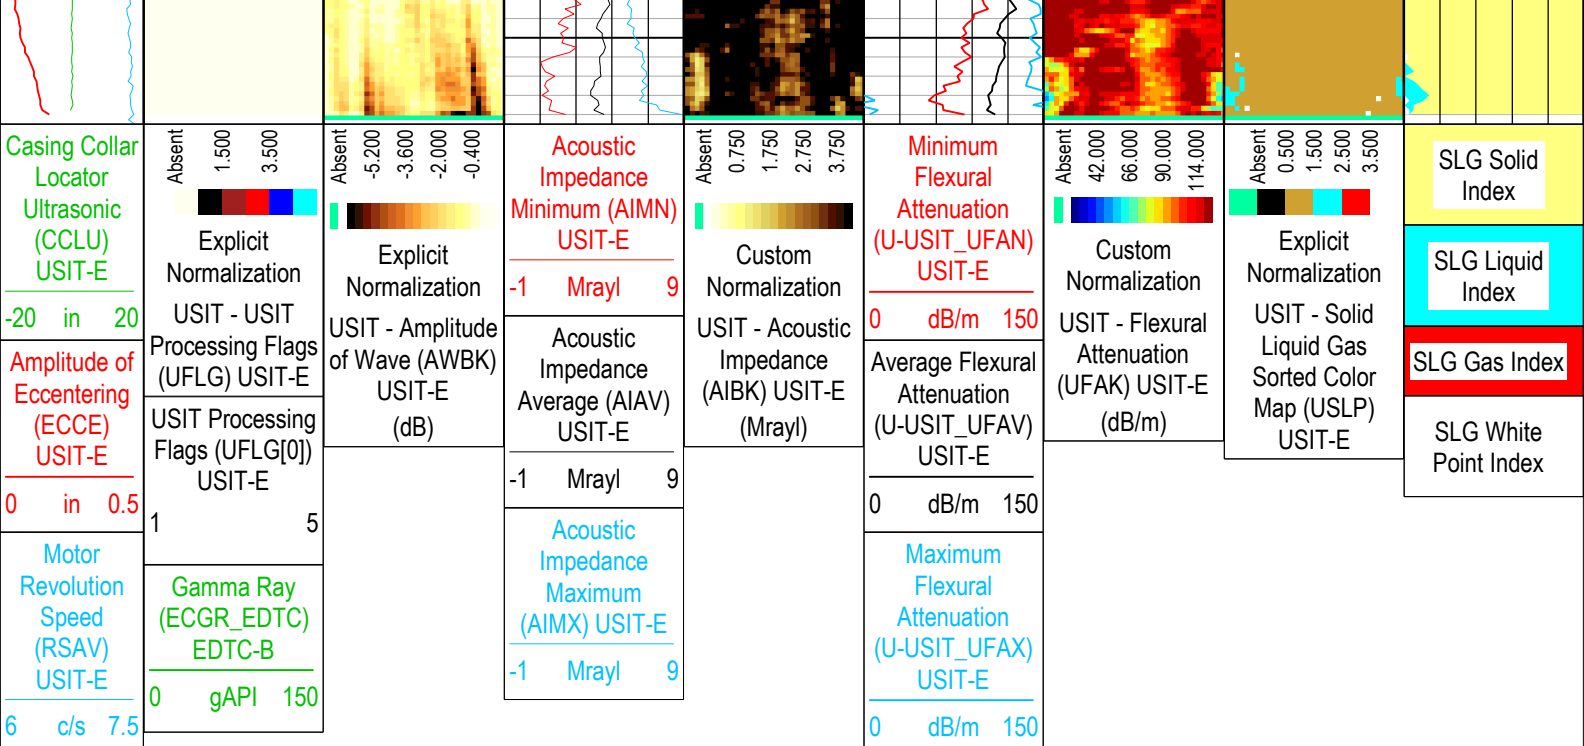 Casing Collar
Locator
Ultrasonic
(CCLU)
USIT-E
-20 in 20
Amplitude of
Eccentering
(ECCE)
USIT-E
0 in 0.5
Motor
Revolution
Speed
(RSAV)
USIT-E
6 c/s 7.5
Absent 1.500 3.500
Explicit
Normalization
USIT - USIT
Processing Flags
(UFLG) USIT-E
USIT Processing
Flags (UFLG[0])
USIT-E
1 5
Gamma Ray
(ECGR_EDTC)
EDTC-B
0 gAPI 150
Absent -5.200 -3.600 -2.000 -0.400
Explicit
Normalization
USIT - Amplitude
of Wave (AWBK)
USIT-E
(dB)
Acoustic
Impedance
Minimum (AIMN)
USIT-E
-1 Mrayl 9
Acoustic
Impedance
Average (AIAV)
USIT-E
-1 Mrayl 9
Acoustic
Impedance
Maximum
(AIMX) USIT-E
-1 Mrayl 9
Absent 0.750 1.750 2.750 3.750
Custom
Normalization
USIT - Acoustic
Impedance
(AIBK) USIT-E
(Mrayl)
Minimum
Flexural
Attenuation
(U-USIT_UFAN)
USIT-E
0 dB/m 150
Average Flexural
Attenuation
(U-USIT_UFAV)
USIT-E
0 dB/m 150
Maximum
Flexural
Attenuation
(U-USIT_UFAX)
USIT-E
0 dB/m 150
Absent 42.000 66.000 90.000 114.000
Custom
Normalization
USIT - Flexural
Attenuation
(UFAK) USIT-E
(dB/m)
Absent 0.500 1.500 2.500 3.500
Explicit
Normalization
USIT - Solid
Liquid Gas
Sorted Color
Map (USLP)
USIT-E
SLG Solid
Index
SLG Liquid
Index
SLG Gas Index
SLG White
Point Index